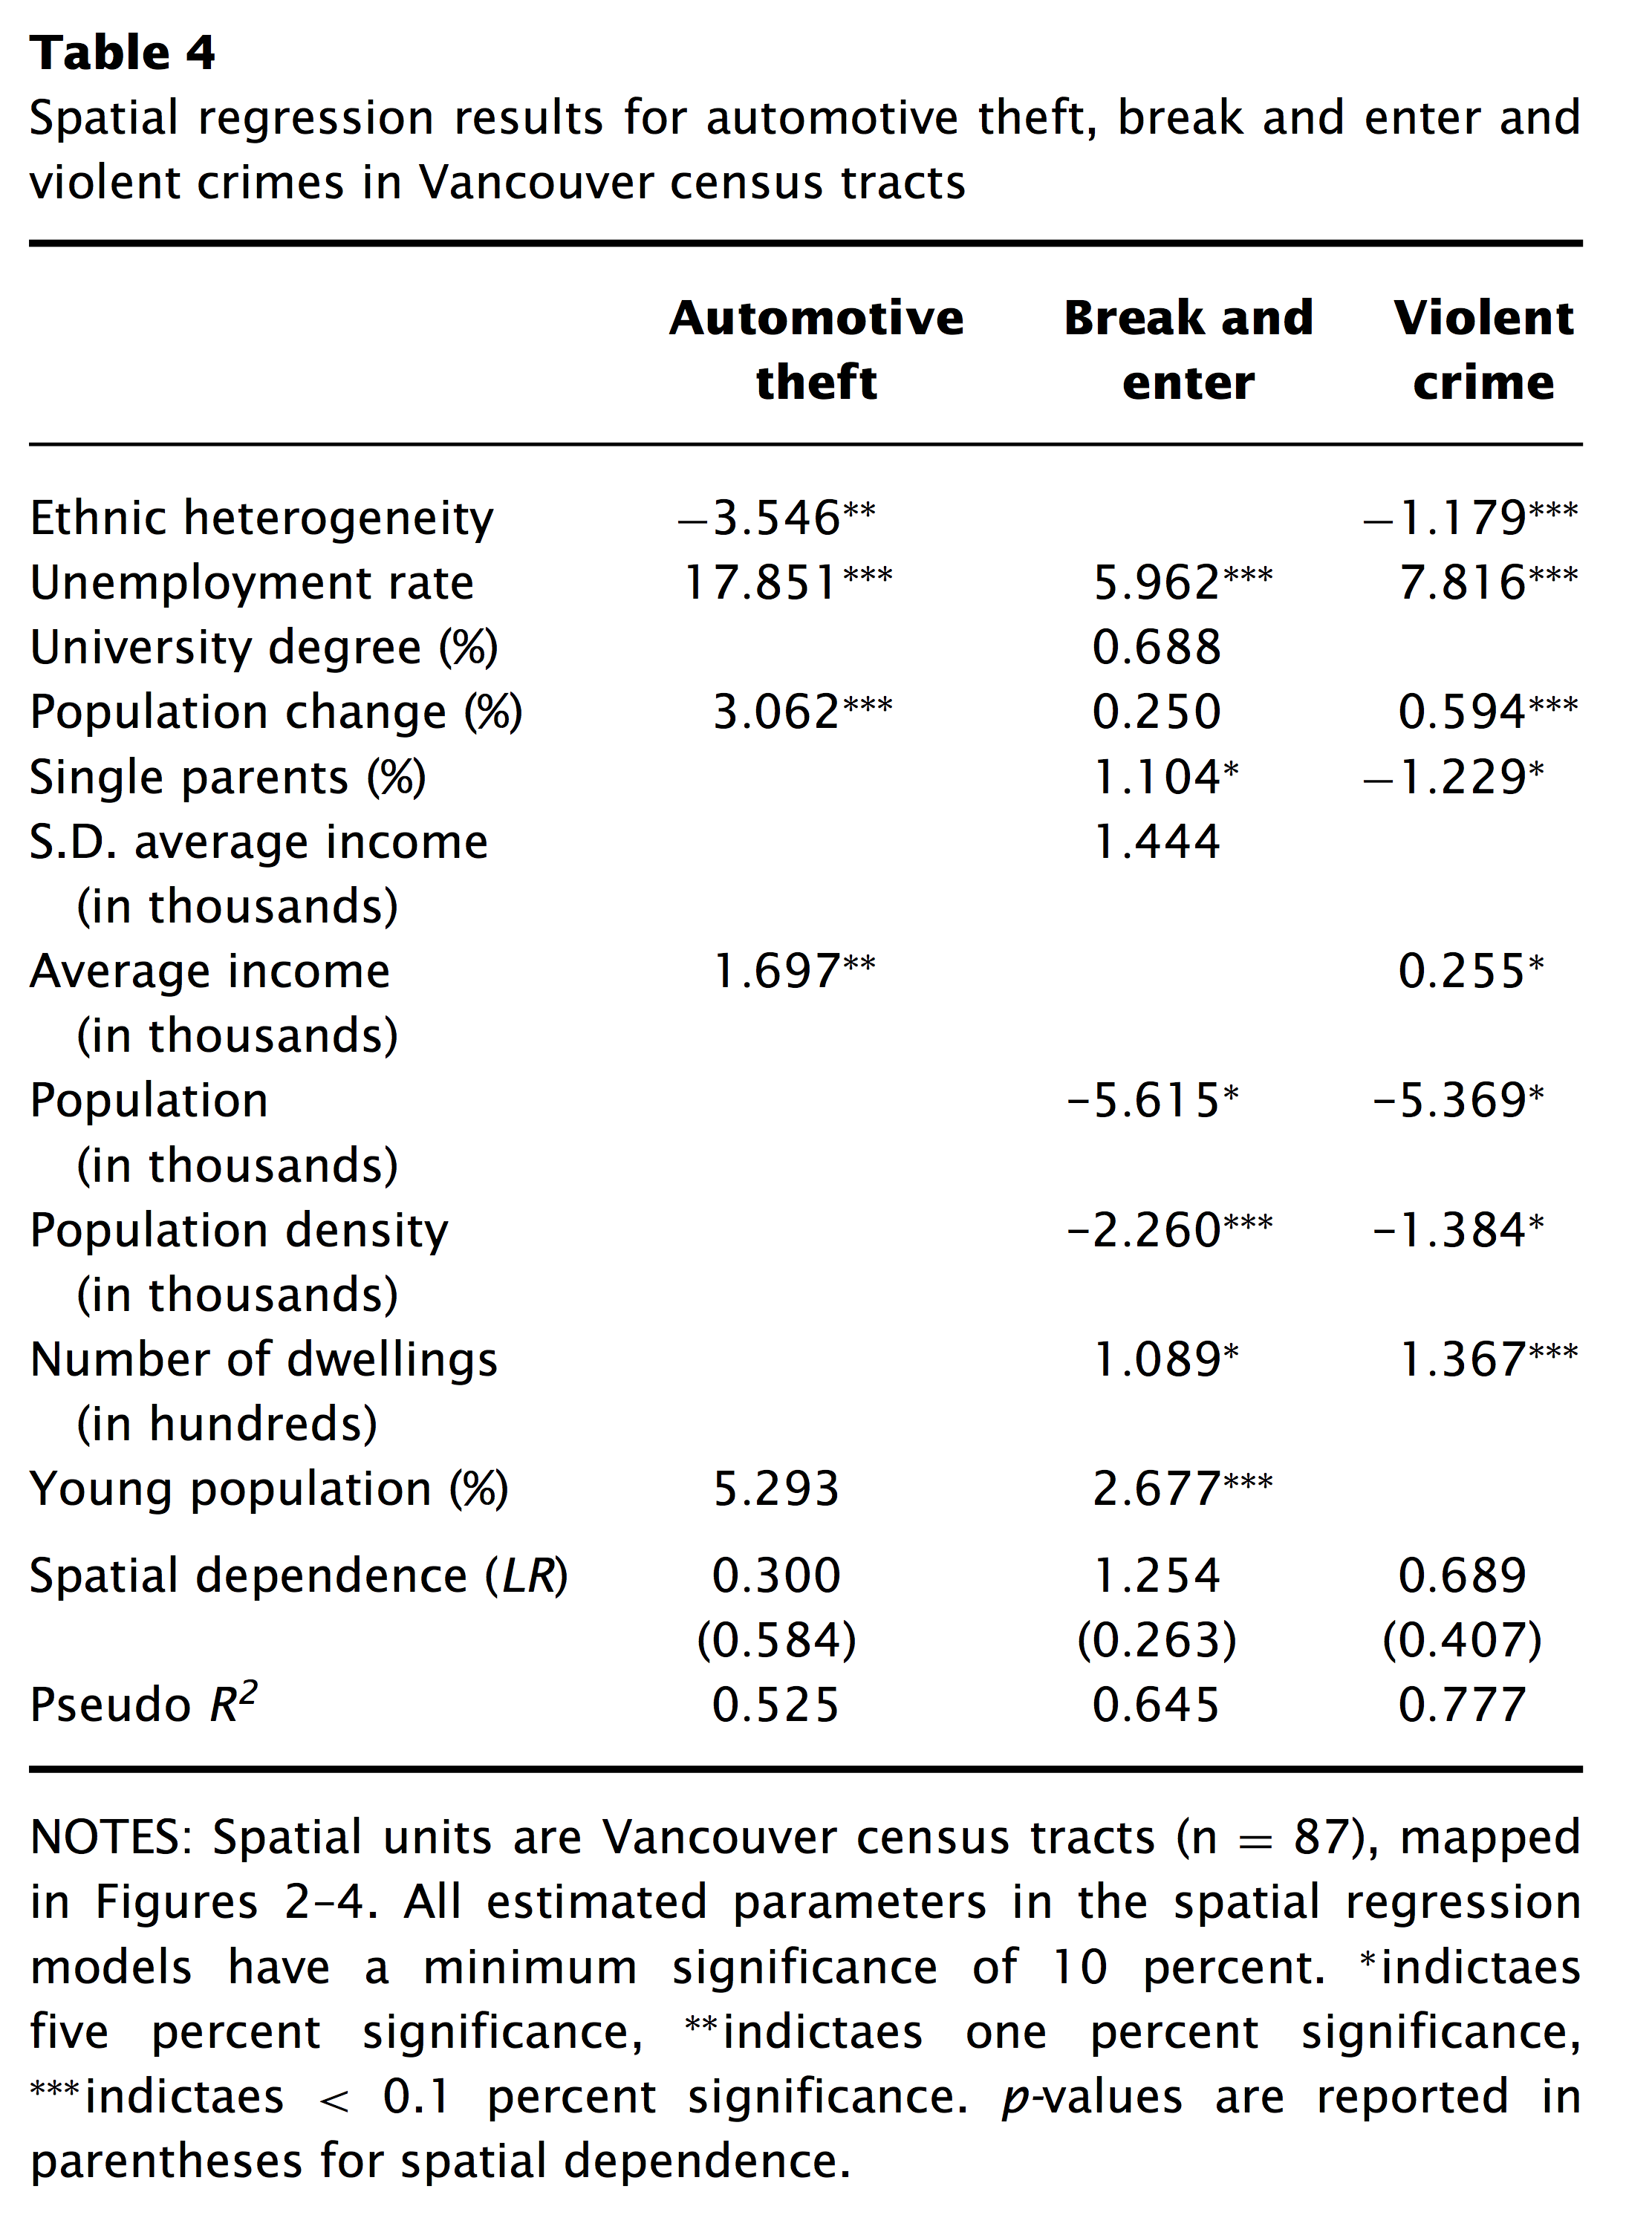 Table 4
Spatial regression results for automotive theft, break and enter and
violent crimes in Vancouver census tracts
Automotive theft Break and enter Violent crime
Ethnic heterogeneity −3.546** −1.179***
Unemployment rate 17.851*** 5.962*** 7.816***
University degree (%) 0.688
Population change (%) 3.062*** 0.250 0.594***
Single parents (%) 1.104* −1.229*
S.D. average income 1.444
(in thousands)
Average income 1.697** 0.255*
(in thousands)
Population –5.615* –5.369*
(in thousands)
Population density –2.260*** –1.384*
(in thousands)
Number of dwellings 1.089* 1.367***
(in hundreds)
Young population (%) 5.293 2.677***
Spatial dependence (LR) 0.300 1.254 0.689
(0.584) (0.263) (0.407)
Pseudo R² 0.525 0.645 0.777
NOTES: Spatial units are Vancouver census tracts (n = 87), mapped
in Figures 2–4. All estimated parameters in the spatial regression
models have a minimum significance of 10 percent. *indictaes
five percent significance, **indictaes one percent significance,
***indictaes < 0.1 percent significance. p-values are reported in
parentheses for spatial dependence.